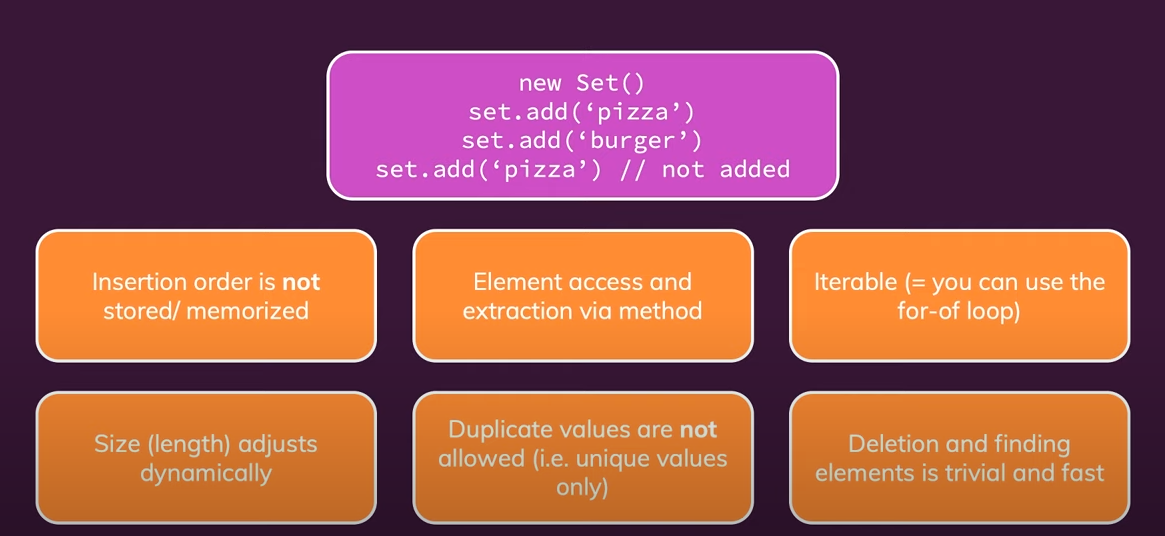 new Set()
set.add(‘pizza’)
set.add(‘burger’)
set.add(‘pizza’) // not added
Insertion order is not
stored/ memorized
Element access and
extraction via method
Iterable (= you can use the
for-of loop)
Size (length) adjusts
dynamically
Duplicate values are not
allowed (i.e. unique values
only)
Deletion and finding
elements is trivial and fast